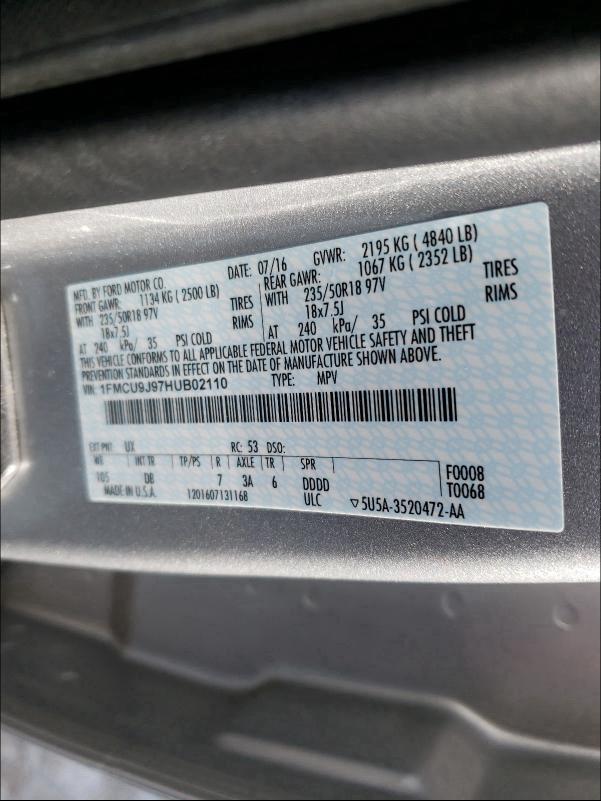 MFD. BY FORD MOTOR CO.
DATE: 07/16 GVWR: 2195 KG ( 4840 LB)
FRONT GAWR: 1134 KG ( 2500 LB) REAR GAWR: 1067 KG ( 2352 LB)
WITH 235/50R18 97V TIRES WITH 235/50R18 97V TIRES
18x7.5J RIMS 18x7.5J RIMS
AT 240 kPa/ 35 PSI COLD AT 240 kPa/ 35 PSI COLD
THIS VEHICLE CONFORMS TO ALL APPLICABLE FEDERAL MOTOR VEHICLE SAFETY AND THEFT
PREVENTION STANDARDS IN EFFECT ON THE DATE OF MANUFACTURE SHOWN ABOVE.
VIN: 1FMCU9J97HUB02110 TYPE: MPV
EXT PNT: UX RC: 53 DSO:
WB INT TR TP/PS R AXLE TR SPR F0008
105 DB 7 3A 6 DDDD T0068
MADE IN U.S.A. 1201607131168 ULC ▽5U5A-3520472-AA